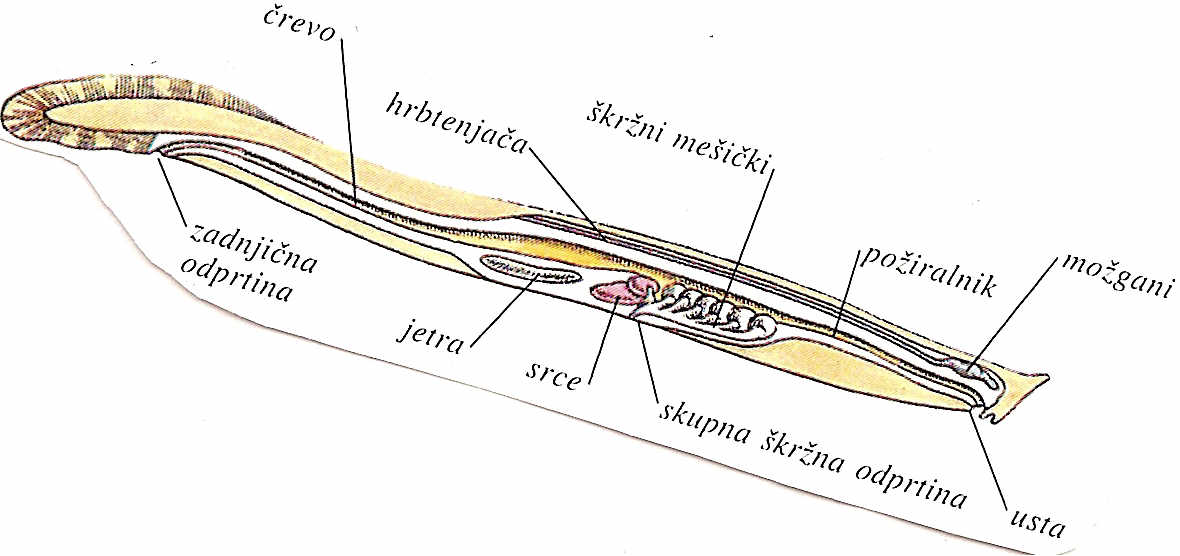 črevo
hrbtenjača
škržni mešički
požiralnik
možgani
zadnjična
odprtina
jetra
srce
skupna škržna odprtina
usta